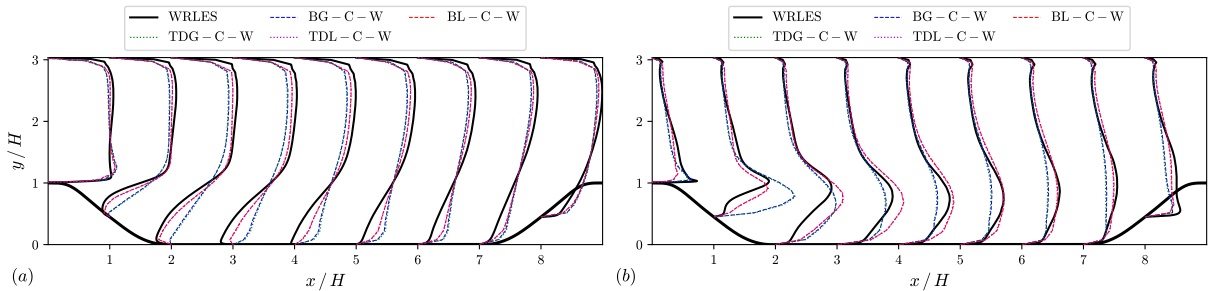 WRLES BG − C − W BL − C − W
TDG − C − W TDL − C − W
3
2
1
0
y / H
1 2 3 4 5 6 7 8
(a) x / H
WRLES BG − C − W BL − C − W
TDG − C − W TDL − C − W
3
2
1
0
1 2 3 4 5 6 7 8
(b) x / H